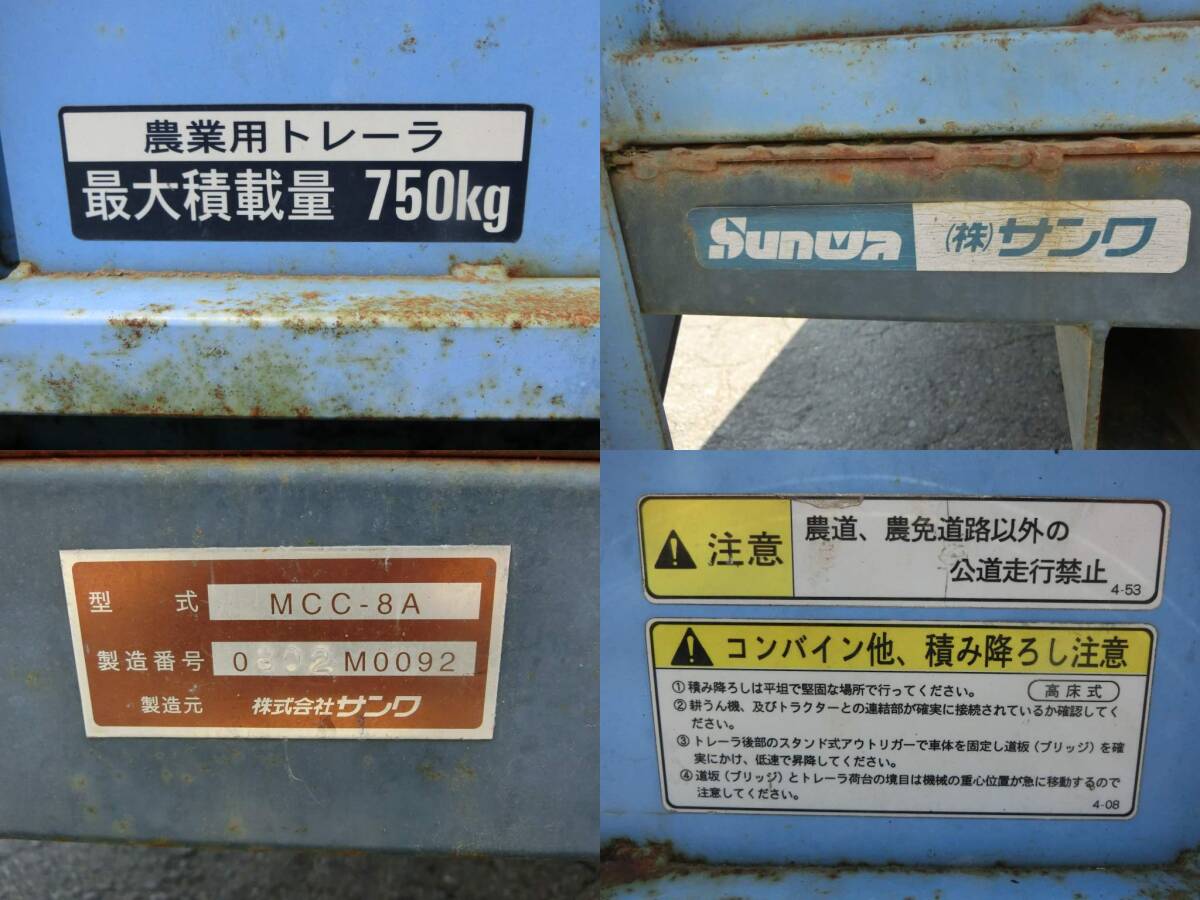 農業用トレーラ
最大積載量 750kg
Sunwa (株)サンワ
型式 MCC-8A
製造番号 0802M0092
製造元 株式会社サンワ
注意 農道、農免道路以外の
公道走行禁止
4-53
コンバイン他、積み降ろし注意
①積み降ろしは平坦で堅固な場所で行ってください。 高床式
②耕うん機、及びトラクターとの連結部が確実に接続されているか確認してく
ださい。
③トレーラ後部のスタンド式アウトリガーで車体を固定し道板(ブリッジ)を確
実にかけ、低速で昇降してください。
④道坂(ブリッジ)とトレーラ荷台の境目は機械の重心位置が急に移動するので
注意してください。
4-08